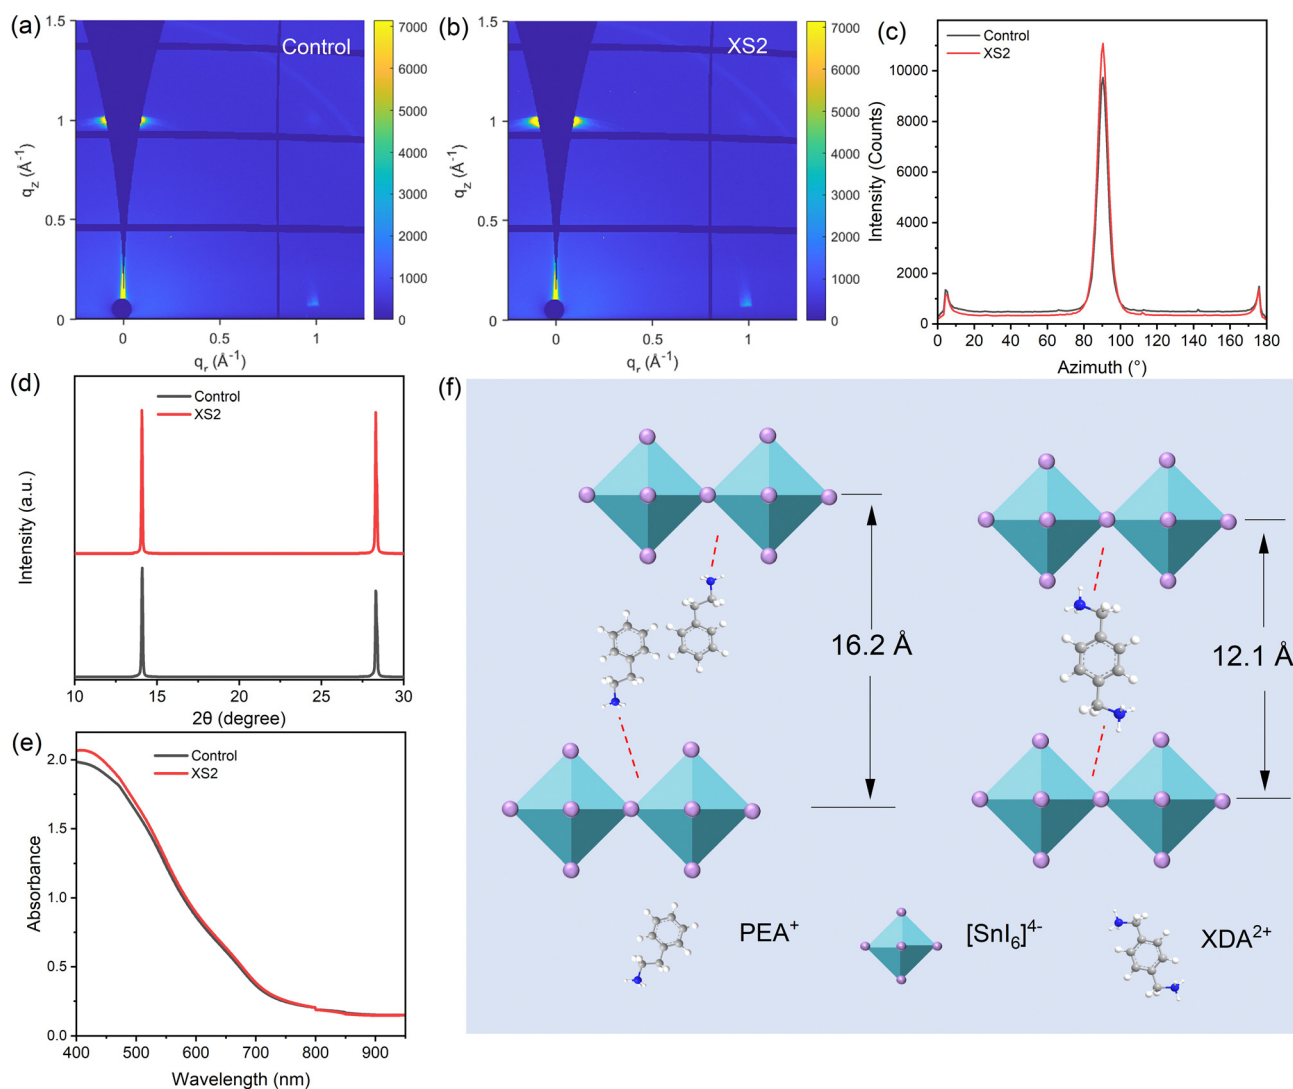 (a)
1.5
1
0.5
0
q_z (Å⁻¹)
Control
0
0.5
1
q_r (Å⁻¹)
7000
6000
5000
4000
3000
2000
1000
0
(b)
1.5
1
0.5
0
q_z (Å⁻¹)
XS2
0
0.5
1
q_r (Å⁻¹)
7000
6000
5000
4000
3000
2000
1000
0
(c)
Control
XS2
10000
8000
6000
4000
2000
0
Intensity (Counts)
0 20 40 60 80 100 120 140 160 180
Azimuth (°)
(d)
Control
XS2
Intensity (a.u.)
10 15 20 25 30
2θ (degree)
(e)
Control
XS2
2.0
1.5
1.0
0.5
0.0
Absorbance
400 500 600 700 800 900
Wavelength (nm)
(f)
16.2 Å
12.1 Å
PEA⁺
[SnI₆]⁴⁻
XDA²⁺